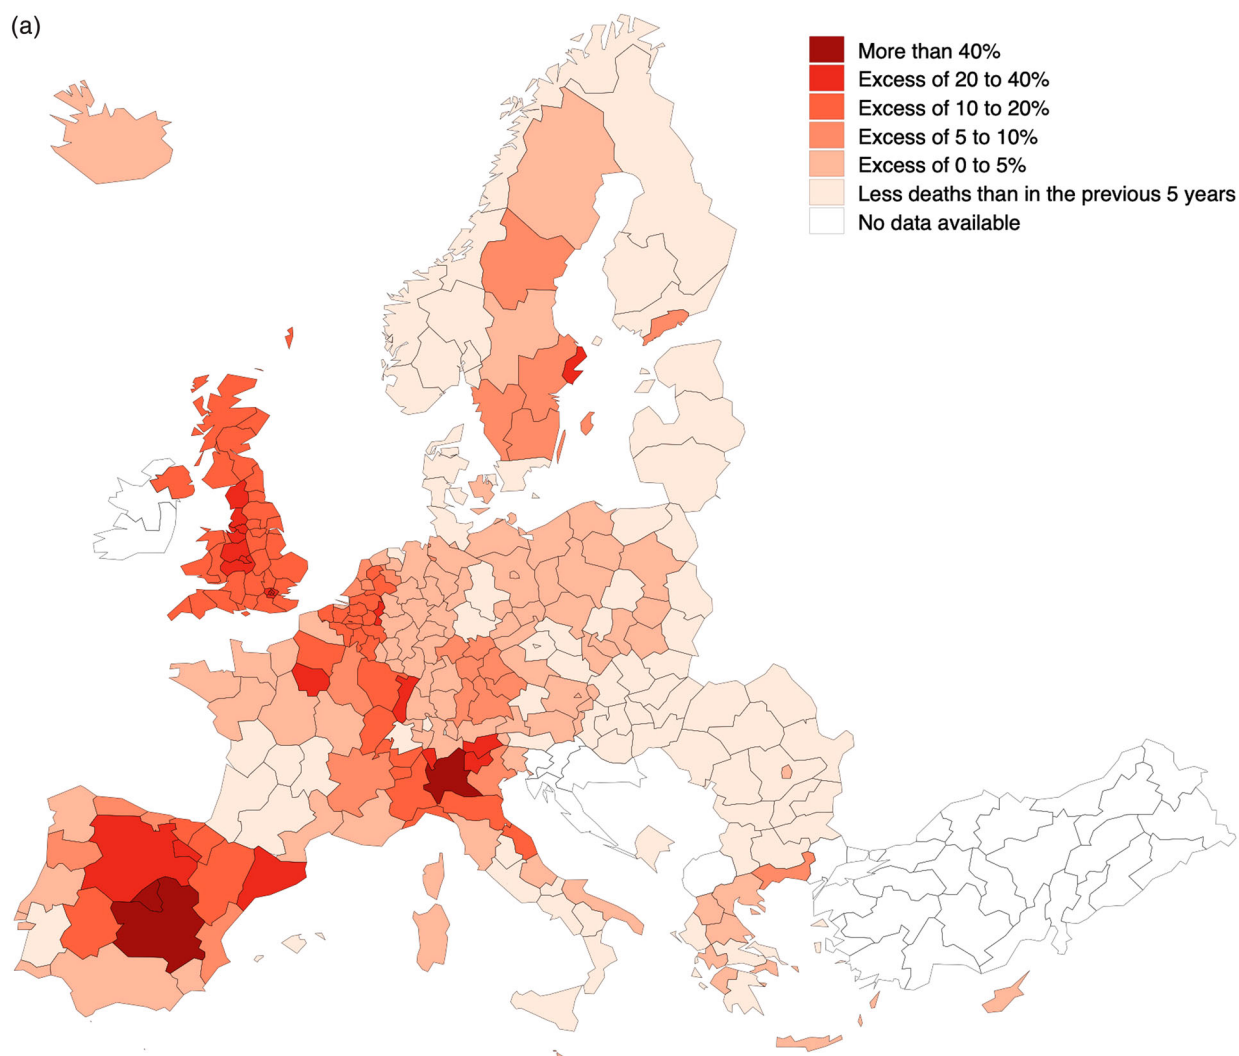 (a)
More than 40%
Excess of 20 to 40%
Excess of 10 to 20%
Excess of 5 to 10%
Excess of 0 to 5%
Less deaths than in the previous 5 years
No data available